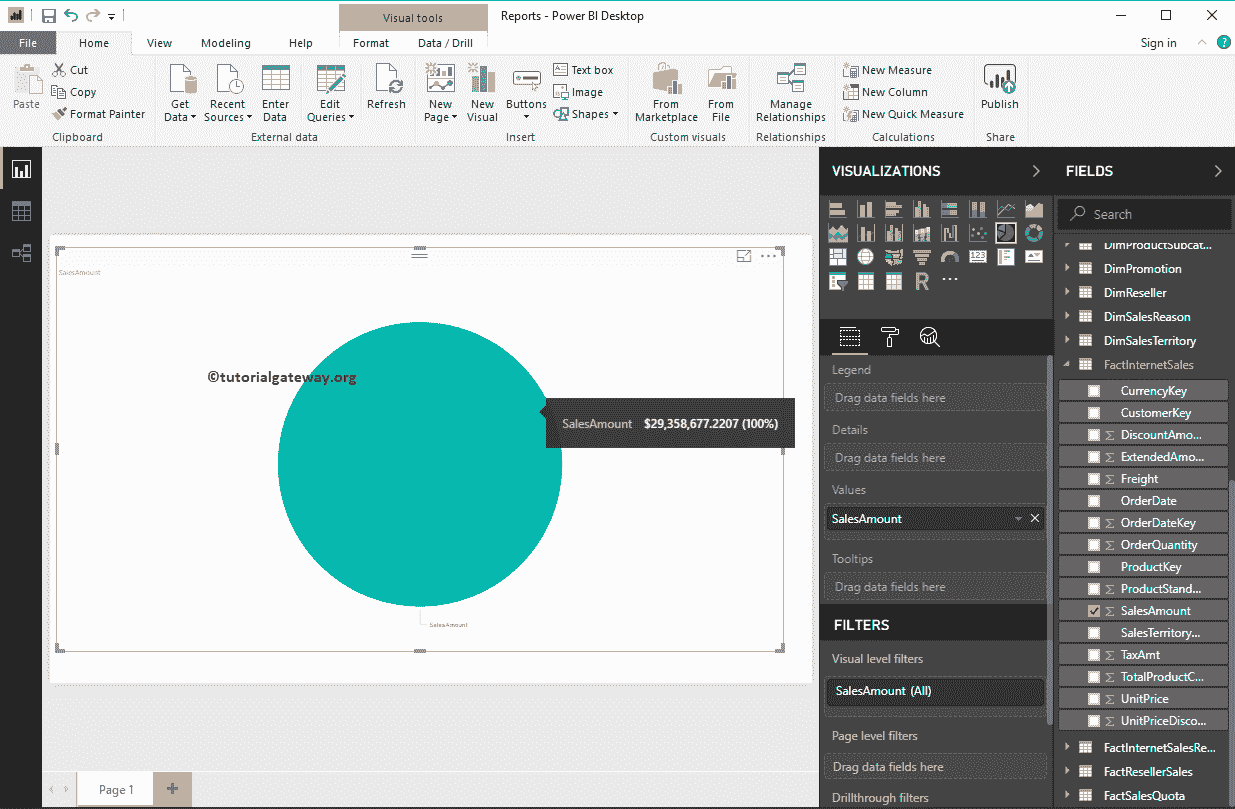 Visual tools
Reports - Power BI Desktop
File
Home
View
Modeling
Help
Format
Data / Drill
Sign in
?
Paste
Cut
Copy
Format Painter
Clipboard
Get Data
Recent Sources
Enter Data
Edit Queries
External data
Refresh
New Page
New Visual
Buttons
Text box
Image
Shapes
Insert
From Marketplace
From File
Custom visuals
Manage Relationships
Relationships
New Measure
New Column
New Quick Measure
Calculations
Publish
Share
SalesAmount
©tutorialgateway.org
SalesAmount $29,358,677.2207 (100%)
SalesAmount
Page 1
VISUALIZATIONS
123
R
Legend
Drag data fields here
Details
Drag data fields here
Values
SalesAmount
Tooltips
Drag data fields here
FILTERS
Visual level filters
SalesAmount (All)
Page level filters
Drag data fields here
Drillthrough filters
FIELDS
Search
DimProductSubcat...
DimPromotion
DimReseller
DimSalesReason
DimSalesTerritory
FactInternetSales
CurrencyKey
CustomerKey
Σ DiscountAmo...
Σ ExtendedAmo...
Σ Freight
OrderDate
Σ OrderDateKey
Σ OrderQuantity
ProductKey
Σ ProductStand...
Σ SalesAmount
SalesTerritory...
Σ TaxAmt
Σ TotalProductC...
Σ UnitPrice
Σ UnitPriceDisco...
FactInternetSalesRe...
FactResellerSales
FactSalesQuota